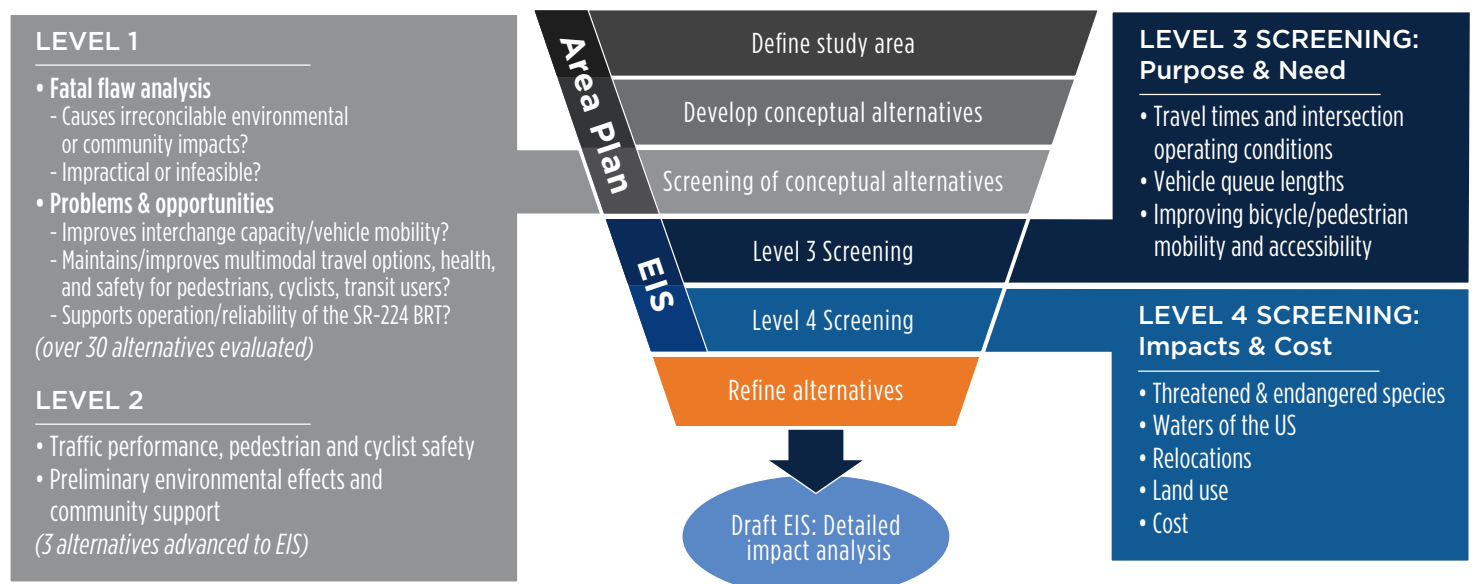 LEVEL 1
• Fatal flaw analysis
- Causes irreconcilable environmental
or community impacts?
- Impractical or infeasible?
• Problems & opportunities
- Improves interchange capacity/vehicle mobility?
- Maintains/improves multimodal travel options, health,
and safety for pedestrians, cyclists, transit users?
- Supports operation/reliability of the SR-224 BRT?
(over 30 alternatives evaluated)
LEVEL 2
• Traffic performance, pedestrian and cyclist safety
• Preliminary environmental effects and
community support
(3 alternatives advanced to EIS)
Area Plan
Define study area
Develop conceptual alternatives
Screening of conceptual alternatives
EIS
Level 3 Screening
Level 4 Screening
Refine alternatives
Draft EIS: Detailed
impact analysis
LEVEL 3 SCREENING:
Purpose & Need
• Travel times and intersection
operating conditions
• Vehicle queue lengths
• Improving bicycle/pedestrian
mobility and accessibility
LEVEL 4 SCREENING:
Impacts & Cost
• Threatened & endangered species
• Waters of the US
• Relocations
• Land use
• Cost